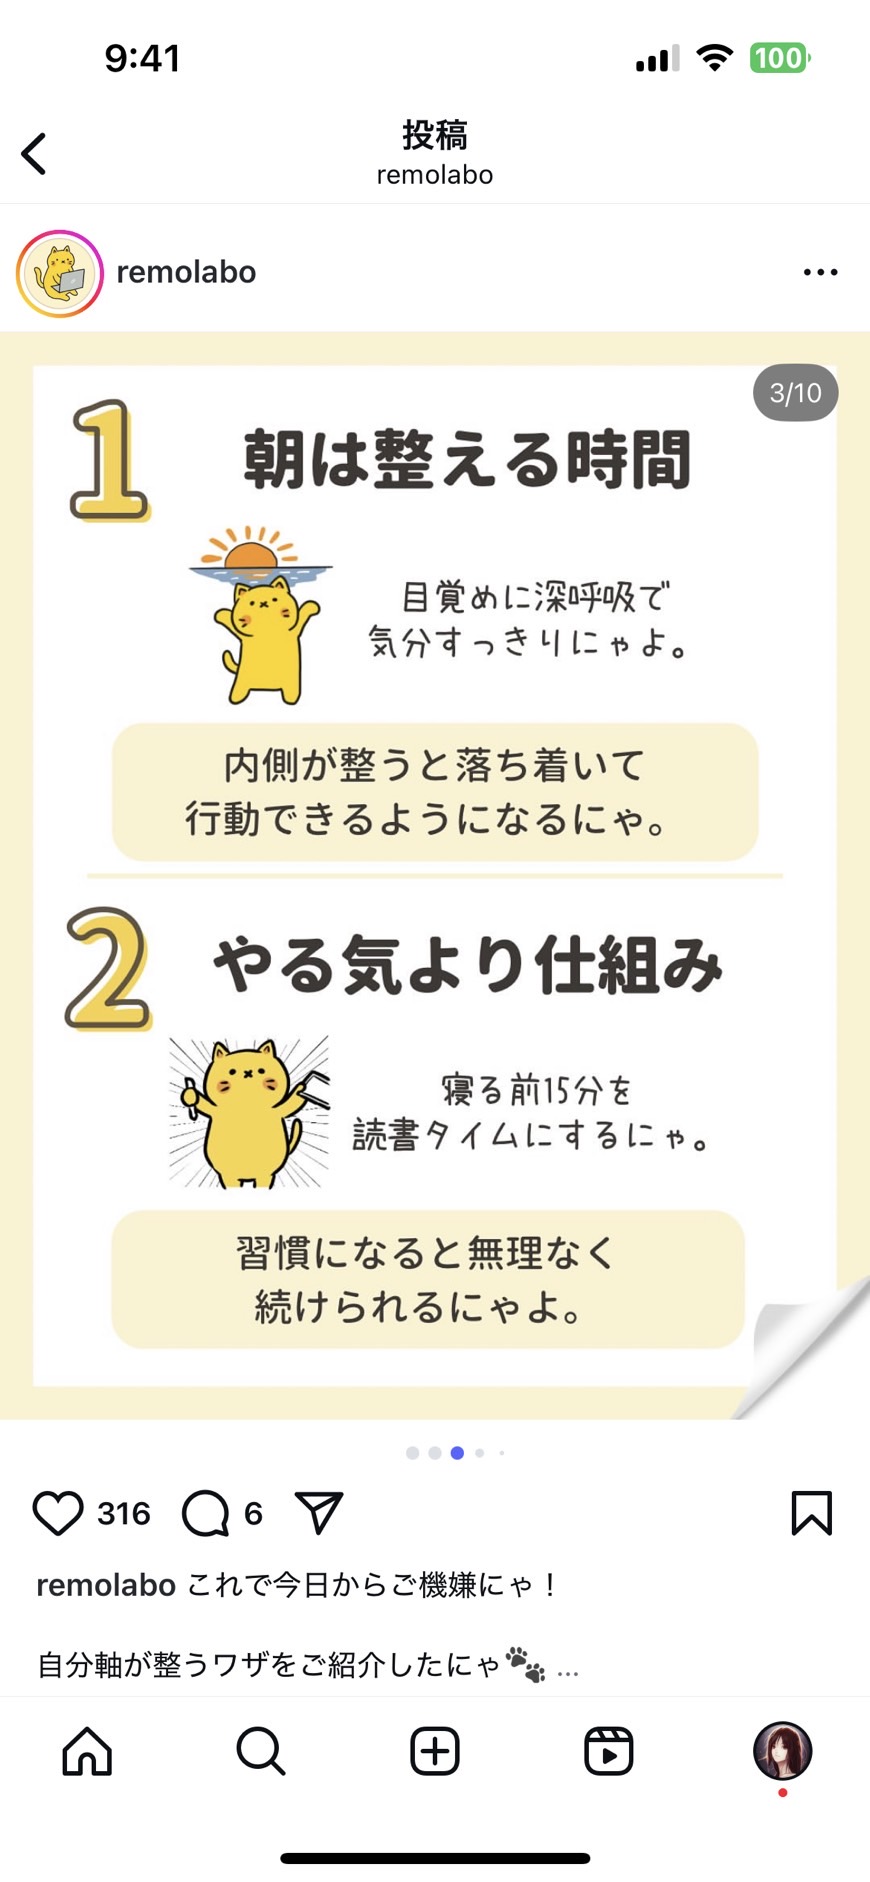 9:41
100
投稿
remolabo
remolabo
3/10
1
朝は整える時間
目覚めに深呼吸で
気分すっきりにゃよ。
内側が整うと落ち着いて
行動できるようになるにゃ。
2
やる気より仕組み
寝る前15分を
読書タイムにするにゃ。
習慣になると無理なく
続けられるにゃよ。
316
6
remolabo これで今日からご機嫌にゃ！
自分軸が整うワザをご紹介したにゃ🐾 ...